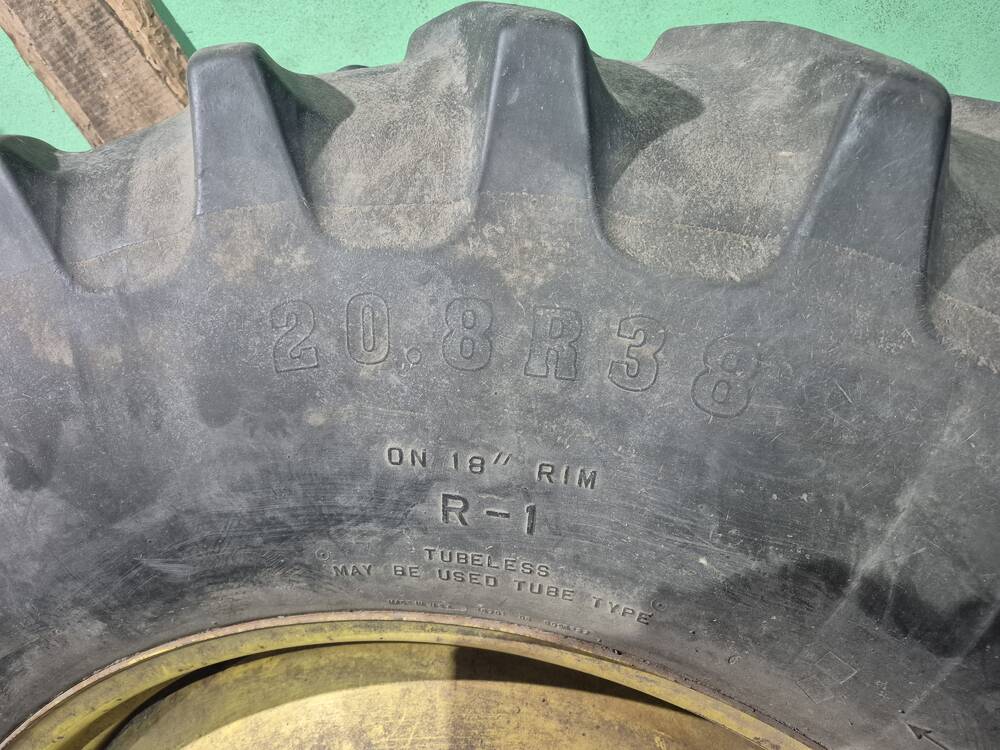 20.8R38
ON 18" RIM
R-1
TUBELESS
MAY BE USED TUBE TYPE